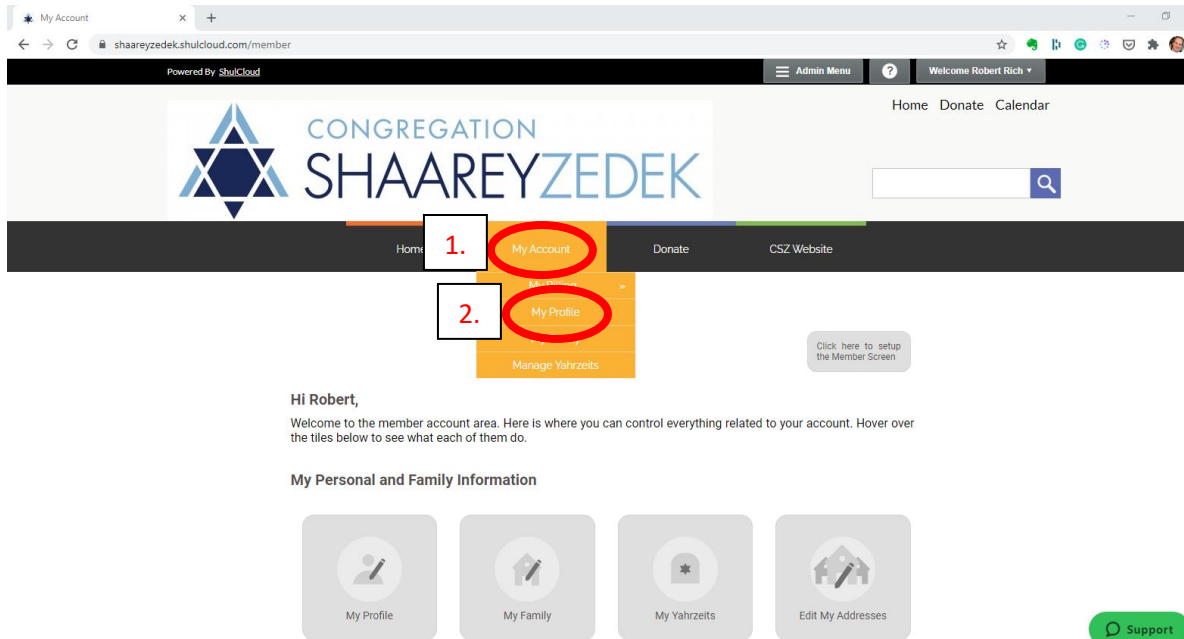 My Account
shaareyzedek.shulcloud.com/member
Powered By ShulCloud
Admin Menu
?
Welcome Robert Rich
Home Donate Calendar
CONGREGATION
SHAAREYZEDEK
Home
1.
My Account
Donate
CSZ Website
My Billing »
2.
My Profile
Manage Yahrzeits
Click here to setup
the Member Screen
Hi Robert,
Welcome to the member account area. Here is where you can control everything related to your account. Hover over
the tiles below to see what each of them do.
My Personal and Family Information
My Profile
My Family
My Yahrzeits
Edit My Addresses
Support